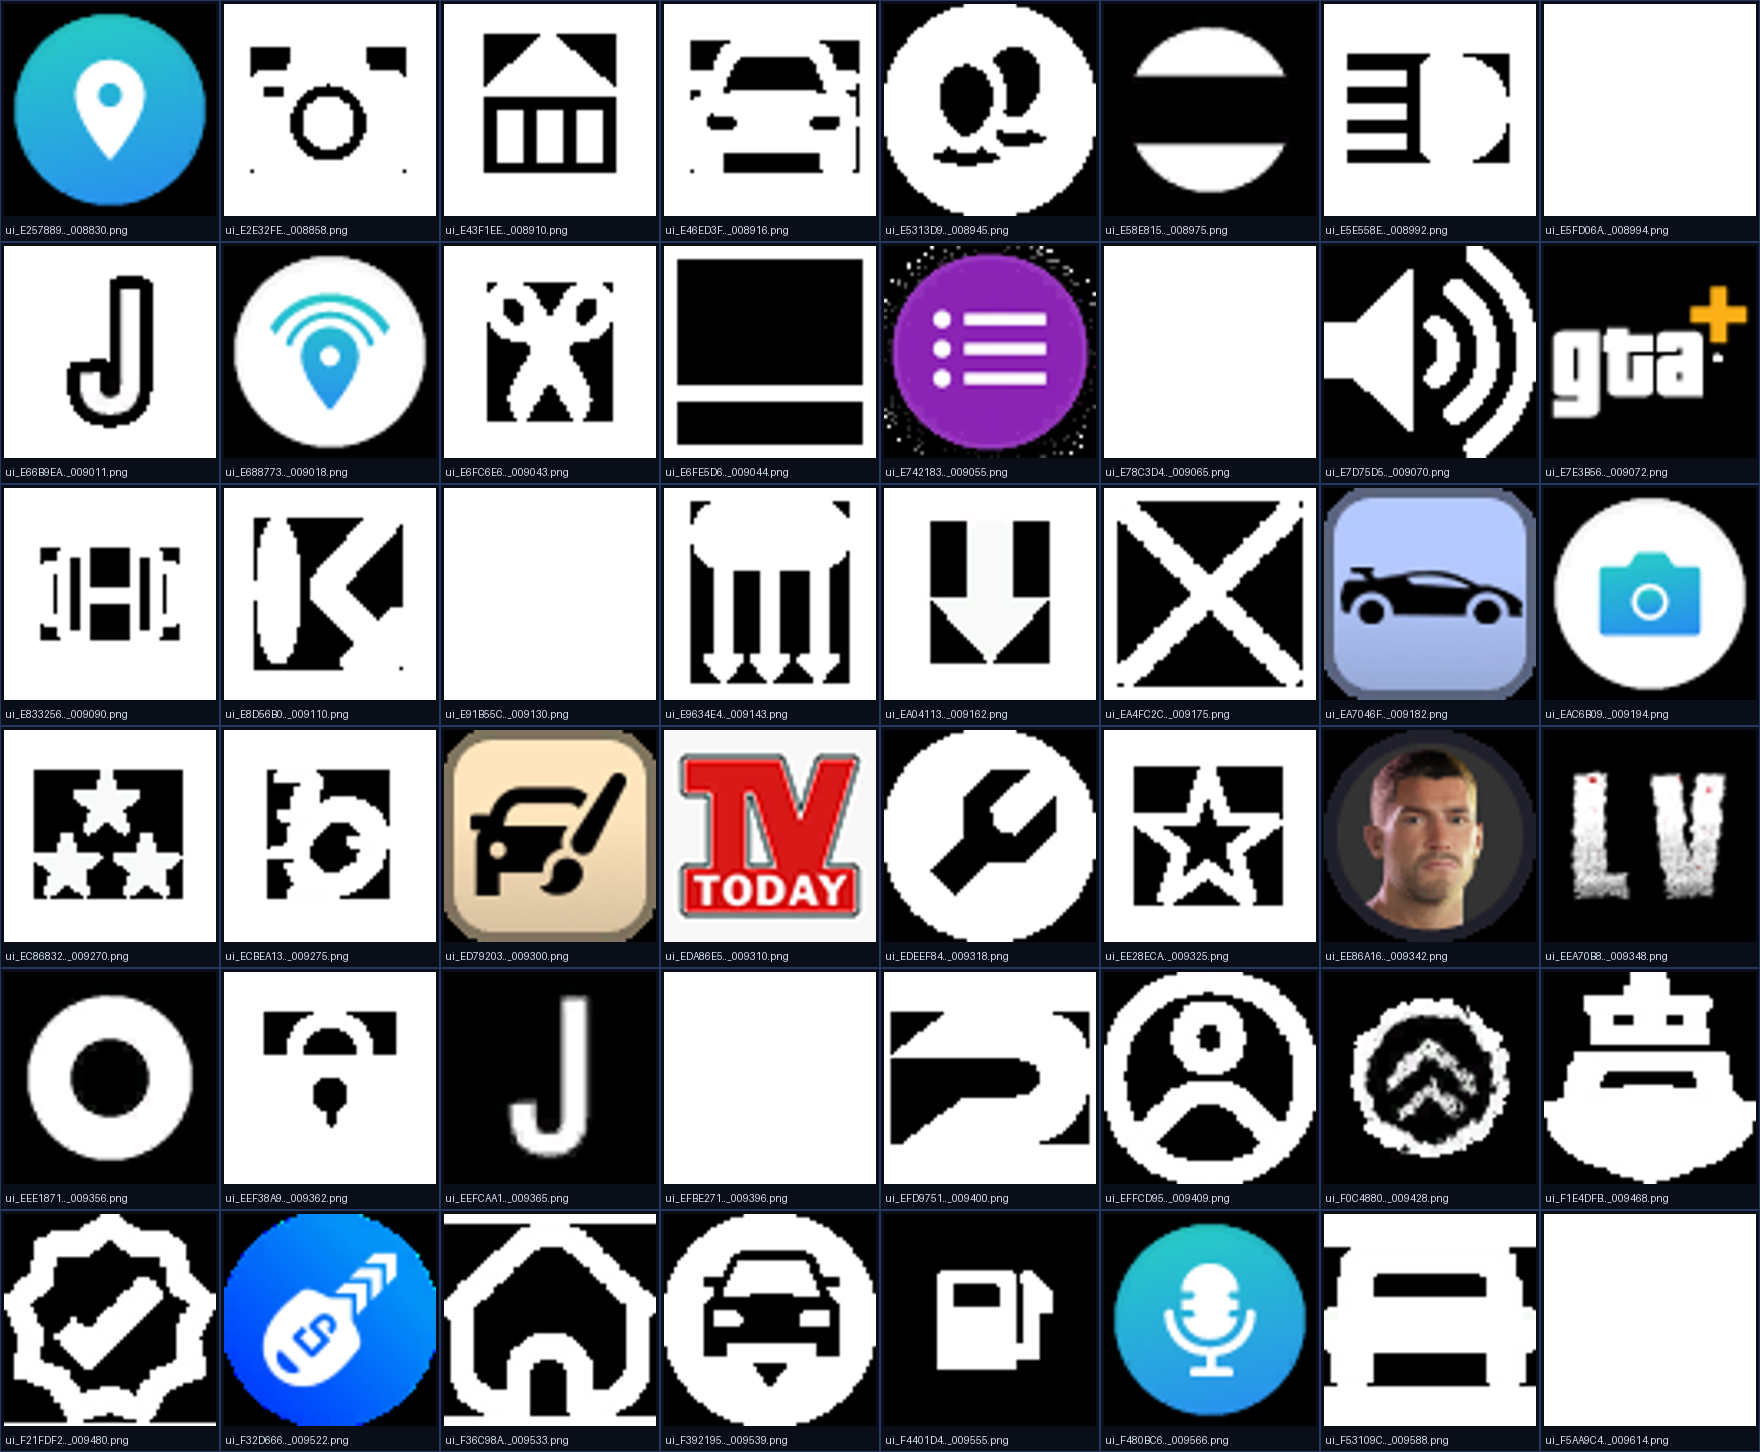 ui_E257889.._008830.png
ui_E2E32FE.._008858.png
ui_E43F1EE.._008910.png
ui_E46ED3F.._008916.png
ui_E5313D9.._008945.png
ui_E58E815.._008975.png
ui_E5E558E.._008992.png
ui_E5FD06A.._008994.png
J
gta+
ui_E66B9EA.._009011.png
ui_E688773.._009018.png
ui_E6FC6E6.._009043.png
ui_E6FE5D6.._009044.png
ui_E742183.._009055.png
ui_E78C3D4.._009065.png
ui_E7D75D5.._009070.png
ui_E7E3B56.._009072.png
ui_E833256.._009090.png
ui_E8D56B0.._009110.png
ui_E91B55C.._009130.png
ui_E9634E4.._009143.png
ui_EA04113.._009162.png
ui_EA4FC2C.._009175.png
ui_EA7046F.._009182.png
ui_EAC6B09.._009194.png
TV
TODAY
LV
ui_EC86832.._009270.png
ui_ECBEA13.._009275.png
ui_ED79203.._009300.png
ui_EDA86E5.._009310.png
ui_EDEEF84.._009318.png
ui_EE28ECA.._009325.png
ui_EE86A16.._009342.png
ui_EEA70B8.._009348.png
J
ui_EEE1871.._009356.png
ui_EEF38A9.._009362.png
ui_EEFCAA1.._009365.png
ui_EFBE271.._009396.png
ui_EFD9751.._009400.png
ui_EFFCD95.._009409.png
ui_F0C4880.._009428.png
ui_F1E4DFB.._009468.png
ui_F21FDF2.._009480.png
ui_F32D666.._009522.png
ui_F36C98A.._009533.png
ui_F392195.._009539.png
ui_F4401D4.._009555.png
ui_F480BC6.._009566.png
ui_F53109C.._009588.png
ui_F5AA9C4.._009614.png